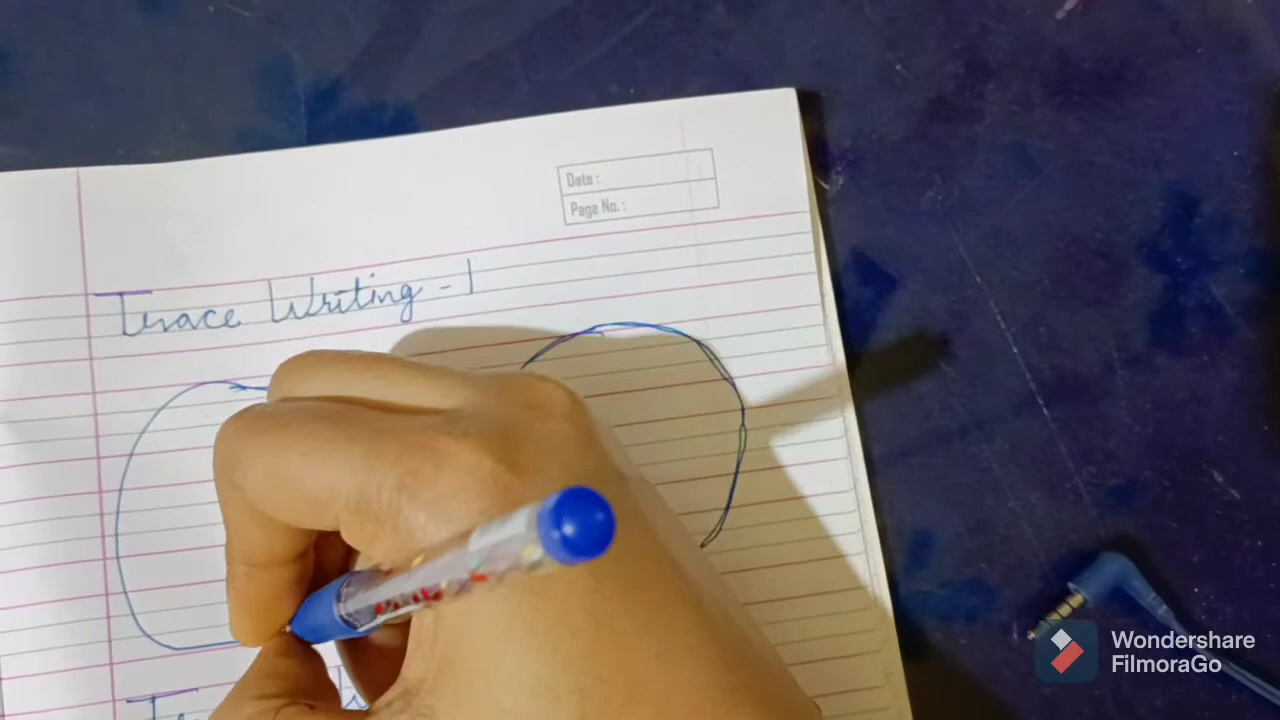 Date :
Page No. :
Trace Writing - 1
Wondershare
FilmoraGo